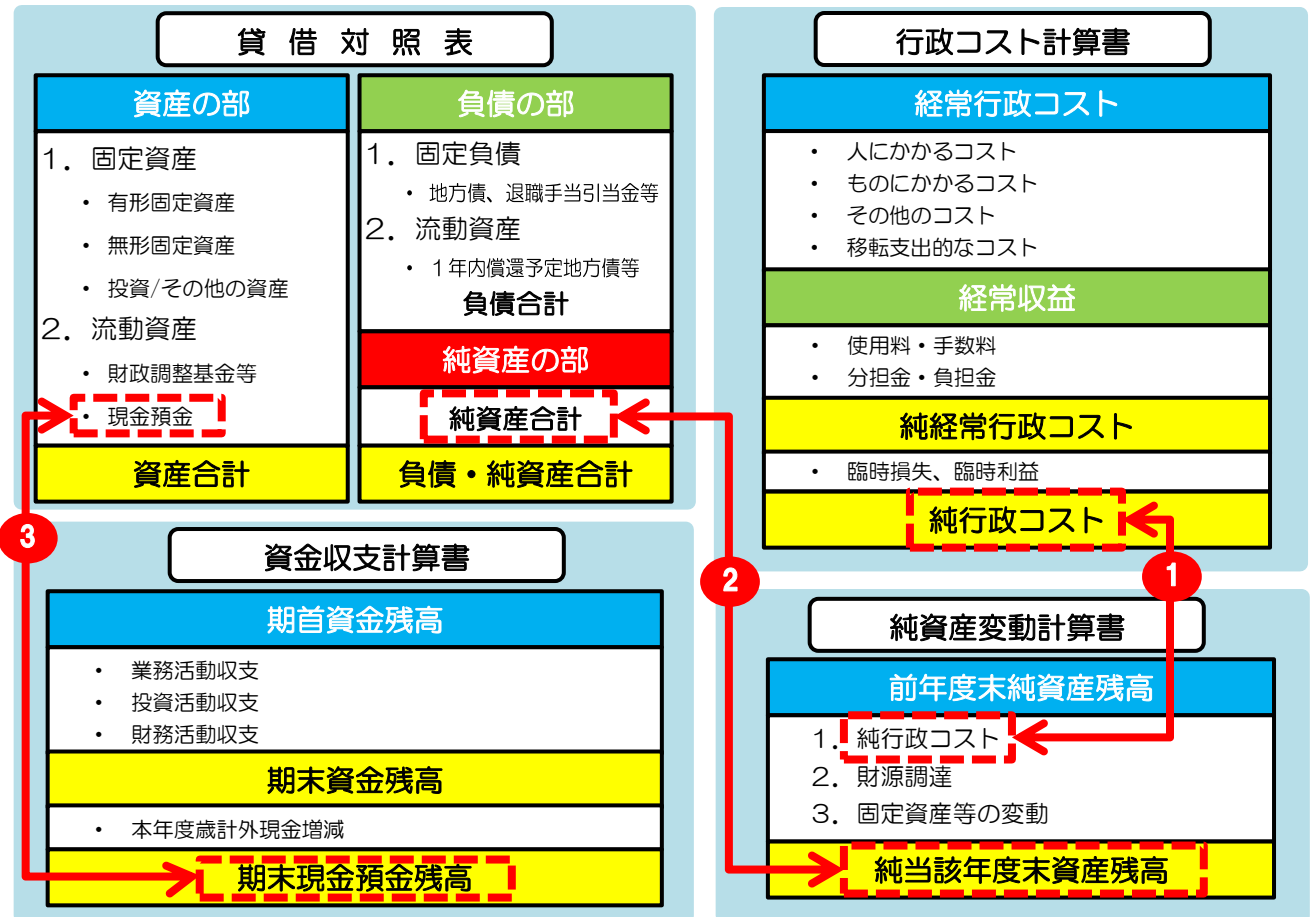 貸借対照表
資産の部
1. 固定資産
・ 有形固定資産
・ 無形固定資産
・ 投資/その他の資産
2. 流動資産
・ 財政調整基金等
・ 現金預金
資産合計
負債の部
1. 固定負債
・ 地方債、退職手当引当金等
2. 流動資産
・ 1年内償還予定地方債等
負債合計
純資産の部
純資産合計
負債・純資産合計
行政コスト計算書
経常行政コスト
・ 人にかかるコスト
・ ものにかかるコスト
・ その他のコスト
・ 移転支出的なコスト
経常収益
・ 使用料・手数料
・ 分担金・負担金
純経常行政コスト
・ 臨時損失、臨時利益
純行政コスト
3
2
1
資金収支計算書
期首資金残高
・ 業務活動収支
・ 投資活動収支
・ 財務活動収支
期末資金残高
・ 本年度歳計外現金増減
期末現金預金残高
純資産変動計算書
前年度末純資産残高
1. 純行政コスト
2. 財源調達
3. 固定資産等の変動
純当該年度末資産残高